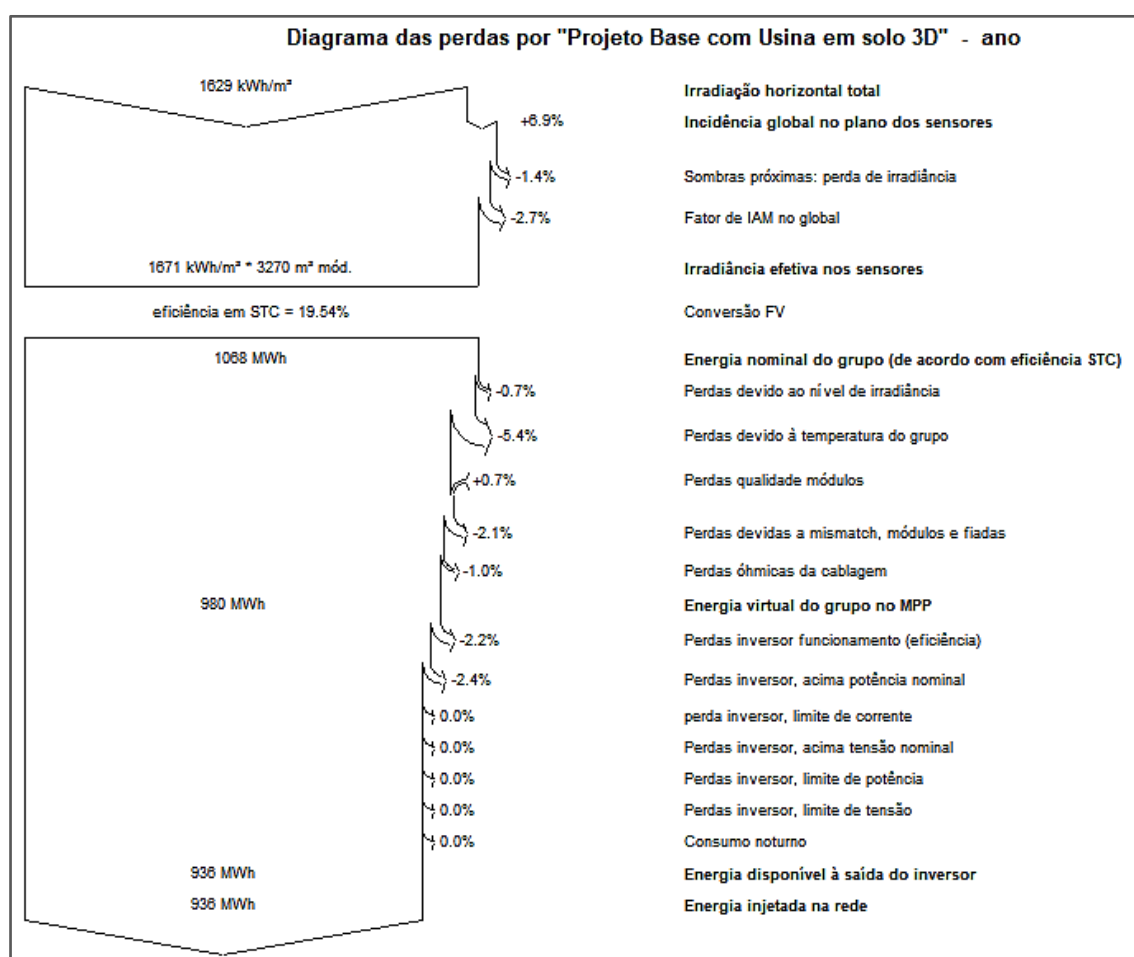 Diagrama das perdas por "Projeto Base com Usina em solo 3D" - ano
1629 kWh/m² Irradiação horizontal total
+6.9% Incidência global no plano dos sensores
-1.4% Sombras próximas: perda de irradiância
-2.7% Fator de IAM no global
1671 kWh/m² * 3270 m² mód. Irradiância efetiva nos sensores
eficiência em STC = 19.54% Conversão FV
1068 MWh Energia nominal do grupo (de acordo com eficiência STC)
-0.7% Perdas devido ao nível de irradiância
-5.4% Perdas devido à temperatura do grupo
+0.7% Perdas qualidade módulos
-2.1% Perdas devidas a mismatch, módulos e fiadas
-1.0% Perdas óhmicas da cablagem
980 MWh Energia virtual do grupo no MPP
-2.2% Perdas inversor funcionamento (eficiência)
-2.4% Perdas inversor, acima potência nominal
0.0% perda inversor, limite de corrente
0.0% Perdas inversor, acima tensão nominal
0.0% Perdas inversor, limite de potência
0.0% Perdas inversor, limite de tensão
0.0% Consumo noturno
936 MWh Energia disponível à saída do inversor
936 MWh Energia injetada na rede